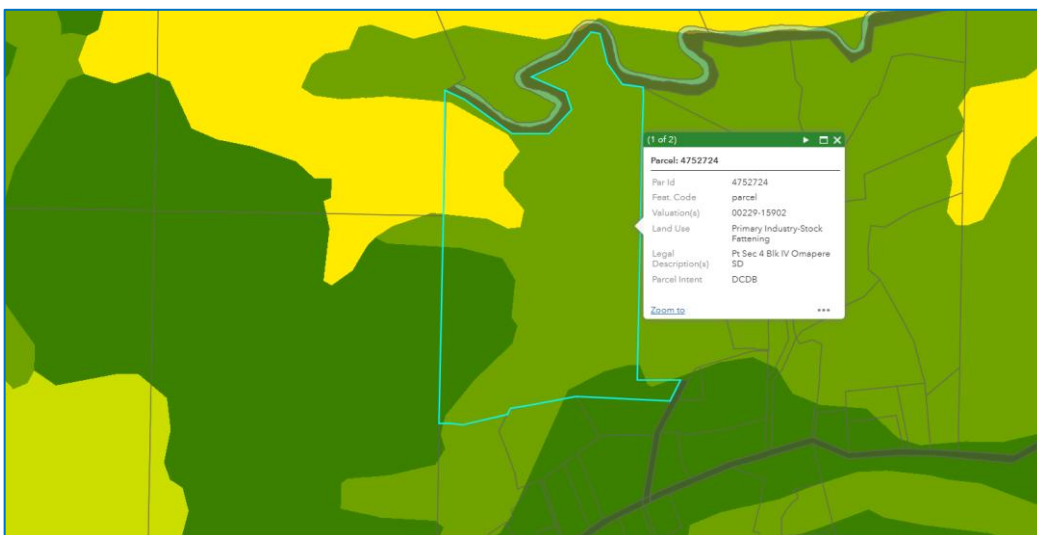 (1 of 2)
Parcel: 4752724
Par Id 4752724
Feat. Code parcel
Valuation(s) 00229-15902
Land Use Primary Industry-Stock
Fattening
Legal Pt Sec 4 Blk IV Omapere
Description(s) SD
Parcel Intent DCDB
Zoom to